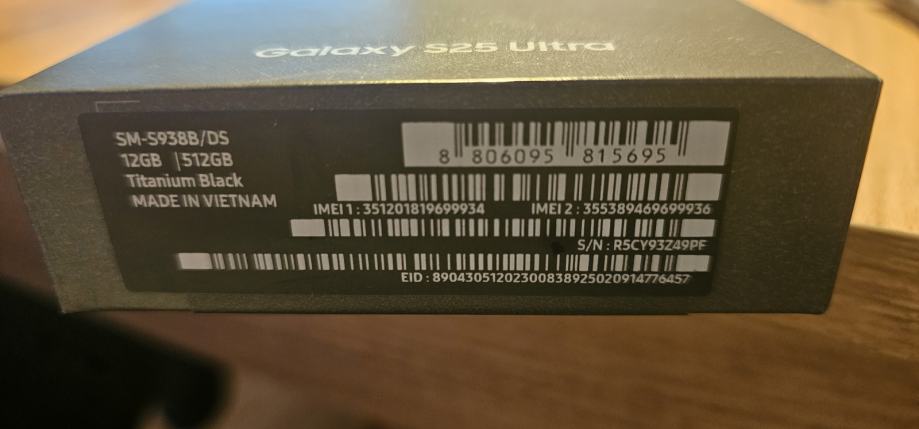 Galaxy S25 Ultra
SM-S938B/DS
12GB | 512GB
Titanium Black
MADE IN VIETNAM
8 806095 815695
IMEI 1 : 351201819699934 IMEI 2 : 355389469699936
S/N : R5CY93Z49PF
EID : 89043051202300838925020914776457